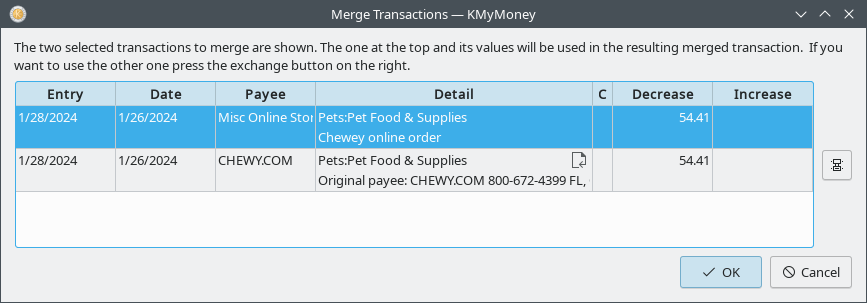 Merge Transactions — KMyMoney
The two selected transactions to merge are shown. The one at the top and its values will be used in the resulting merged transaction.  If you
want to use the other one press the exchange button on the right.
Entry Date Payee Detail C Decrease Increase
1/28/2024 1/26/2024 Misc Online Stor Pets:Pet Food & Supplies 54.41
Chewey online order
1/28/2024 1/26/2024 CHEWY.COM Pets:Pet Food & Supplies 54.41
Original payee: CHEWY.COM 800-672-4399 FL,
OK Cancel